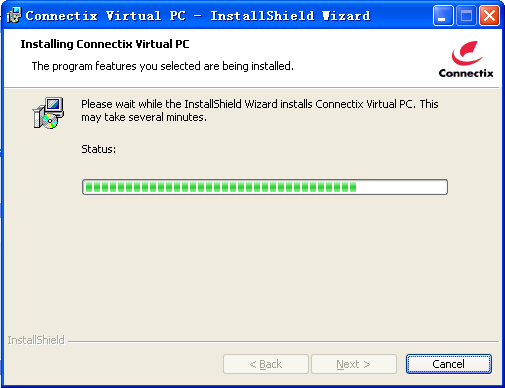 Connectix Virtual PC - InstallShield Wizard
Installing Connectix Virtual PC
The program features you selected are being installed.
Connectix
Please wait while the InstallShield Wizard installs Connectix Virtual PC. This
may take several minutes.
Status:
InstallShield
< Back
Next >
Cancel